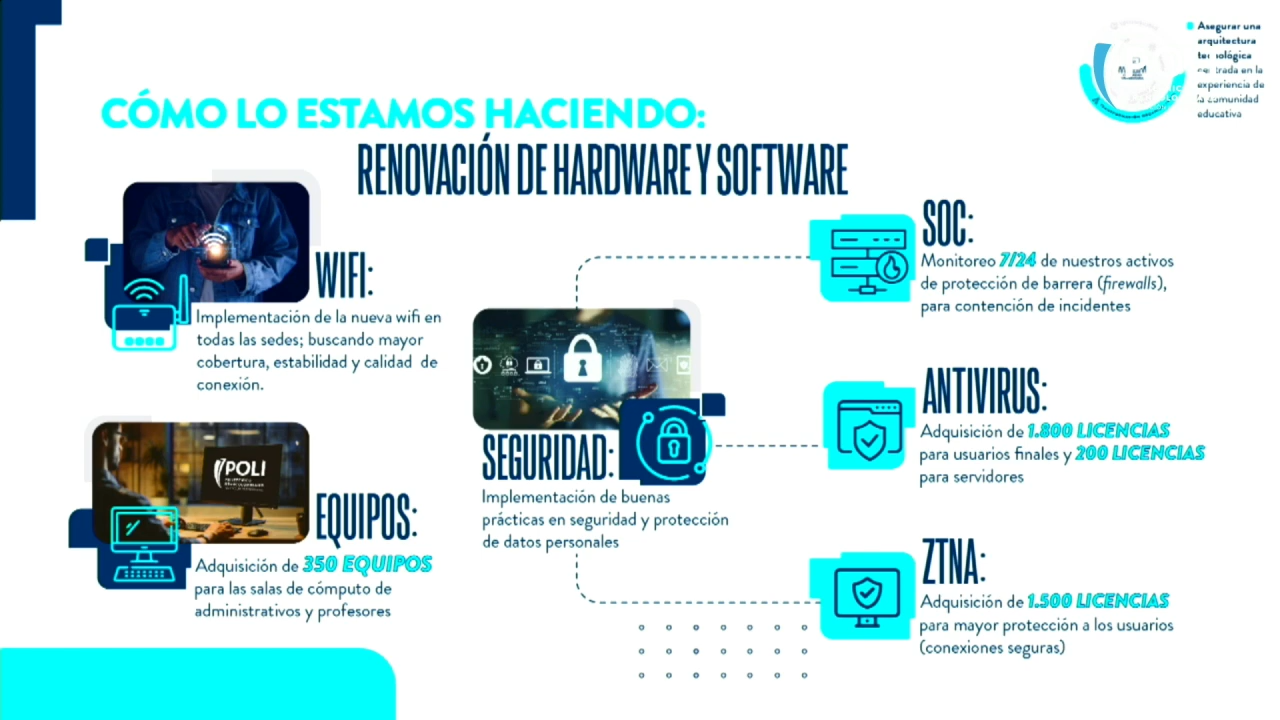 Asegurar una
arquitectura
tecnológica
centrada en la
experiencia de
la comunidad
educativa
CÓMO LO ESTAMOS HACIENDO:
RENOVACIÓN DE HARDWARE Y SOFTWARE
WIFI:
Implementación de la nueva wifi en
todas las sedes; buscando mayor
cobertura, estabilidad y calidad de
conexión.
POLI
EQUIPOS:
Adquisición de 350 EQUIPOS
para las salas de cómputo de
administrativos y profesores
SEGURIDAD:
Implementación de buenas
prácticas en seguridad y protección
de datos personales
SOC:
Monitoreo 7/24 de nuestros activos
de protección de barrera (firewalls),
para contención de incidentes
ANTIVIRUS:
Adquisición de 1.800 LICENCIAS
para usuarios finales y 200 LICENCIAS
para servidores
ZTNA:
Adquisición de 1.500 LICENCIAS
para mayor protección a los usuarios
(conexiones seguras)